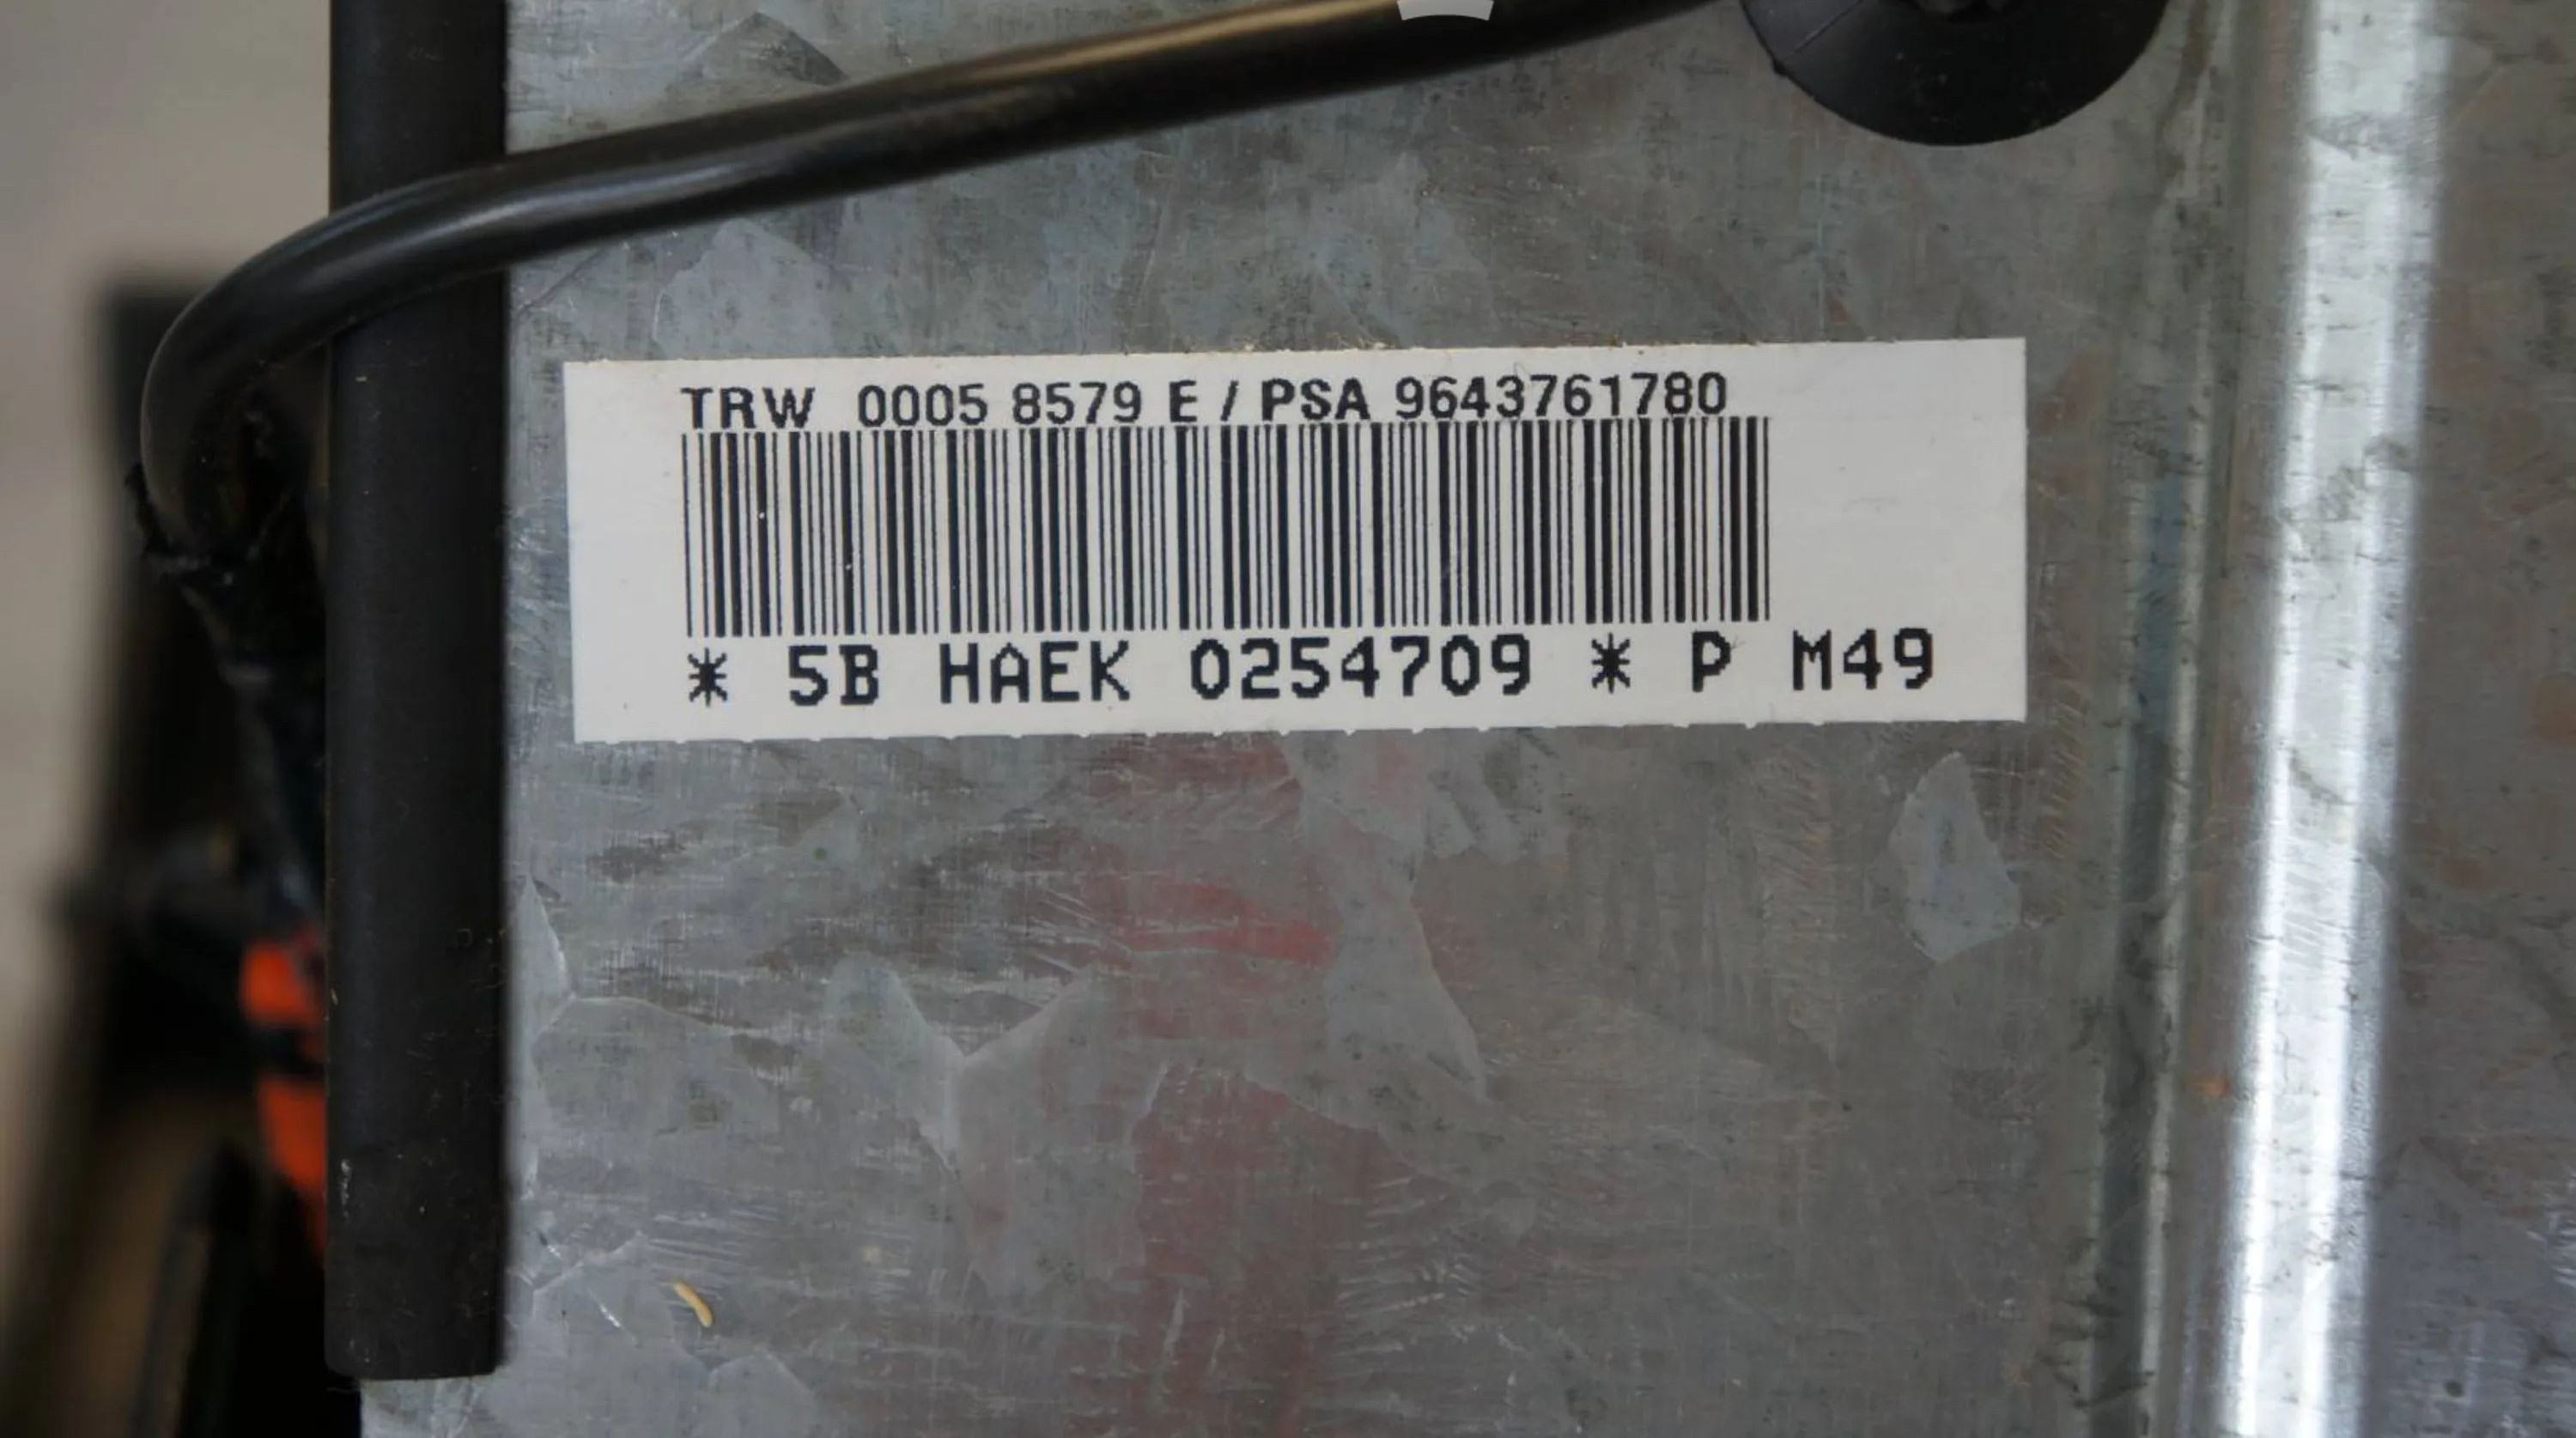 TRW 0005 8579 E / PSA 9643761780
* 5B HAEK 0254709 * P M49